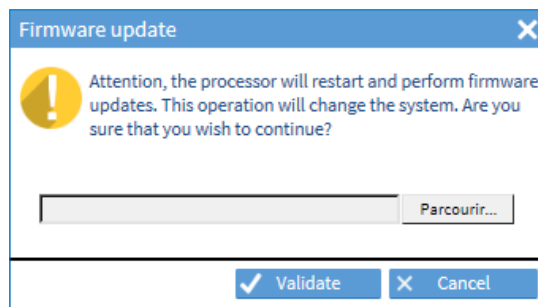 Firmware update
Attention, the processor will restart and perform firmware
updates. This operation will change the system. Are you
sure that you wish to continue?
Parcourir...
Validate
Cancel